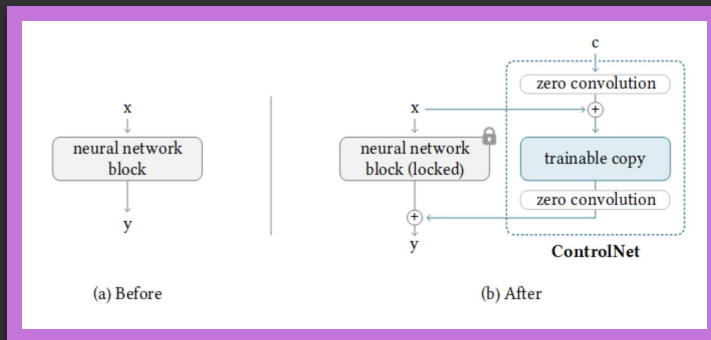 x
neural network
block
y
(a) Before
c
zero convolution
x
+
neural network
block (locked)
trainable copy
zero convolution
+
y
ControlNet
(b) After